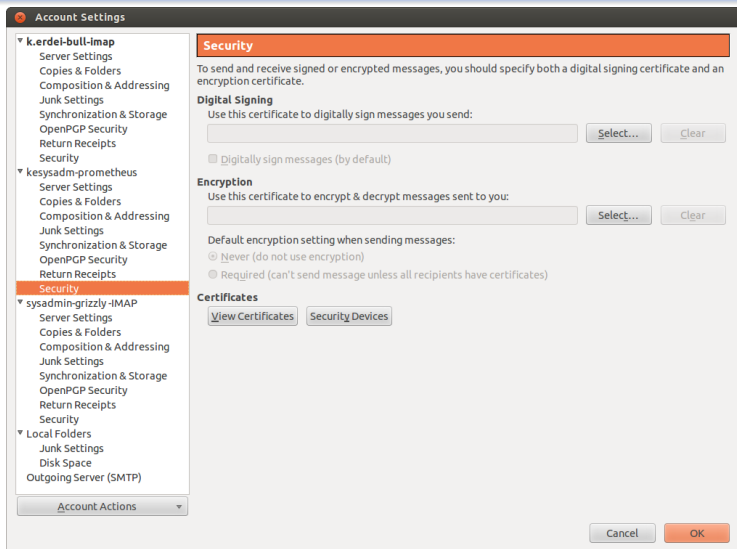 Account Settings
k.erdei-bull-imap
Server Settings
Copies & Folders
Composition & Addressing
Junk Settings
Synchronization & Storage
OpenPGP Security
Return Receipts
Security
kesysadm-prometheus
Server Settings
Copies & Folders
Composition & Addressing
Junk Settings
Synchronization & Storage
OpenPGP Security
Return Receipts
Security
sysadmin-grizzly -IMAP
Server Settings
Copies & Folders
Composition & Addressing
Junk Settings
Synchronization & Storage
OpenPGP Security
Return Receipts
Security
Local Folders
Junk Settings
Disk Space
Outgoing Server (SMTP)
Account Actions
Security
To send and receive signed or encrypted messages, you should specify both a digital signing certificate and an
encryption certificate.
Digital Signing
Use this certificate to digitally sign messages you send:
Select... Clear
Digitally sign messages (by default)
Encryption
Use this certificate to encrypt & decrypt messages sent to you:
Select... Clear
Default encryption setting when sending messages:
Never (do not use encryption)
Required (can't send message unless all recipients have certificates)
Certificates
View Certificates Security Devices
Cancel OK